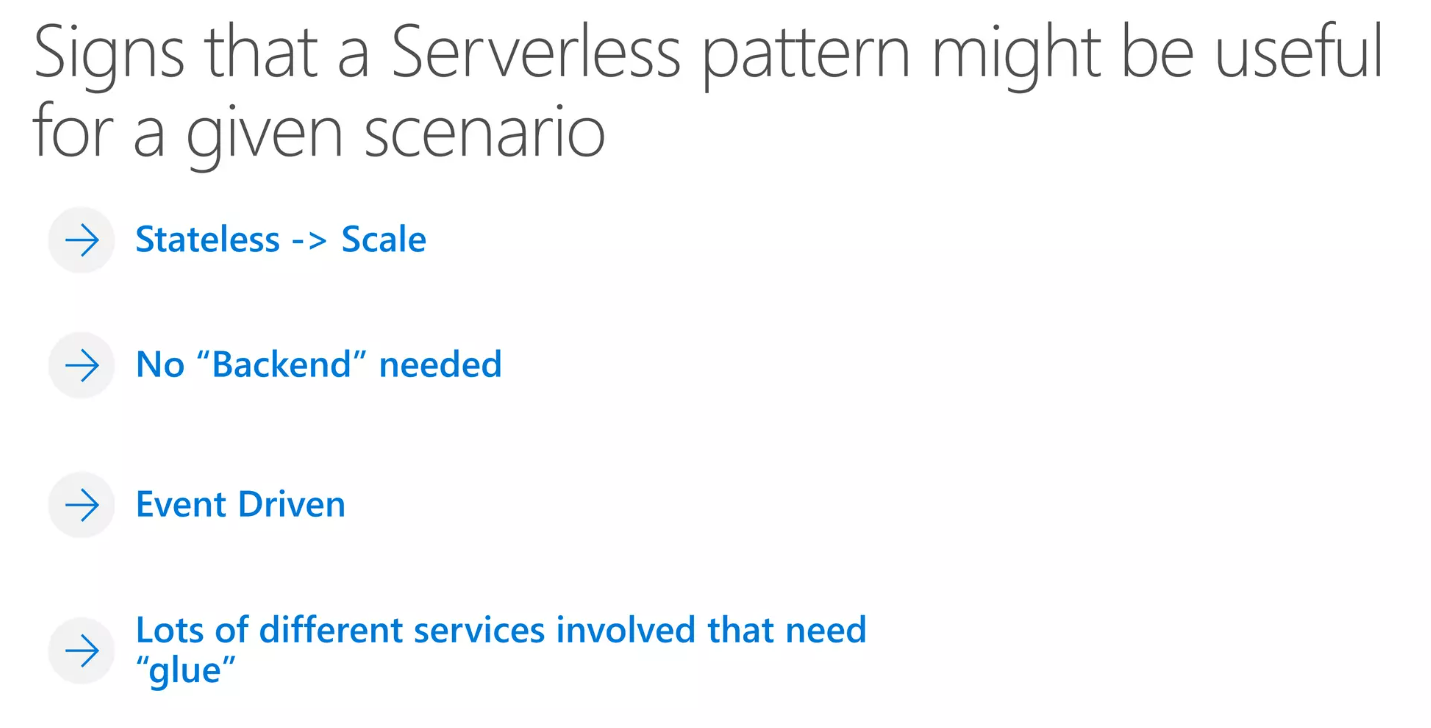 Signs that a Serverless pattern might be useful
for a given scenario
Stateless -> Scale
No “Backend” needed
Event Driven
Lots of different services involved that need
“glue”